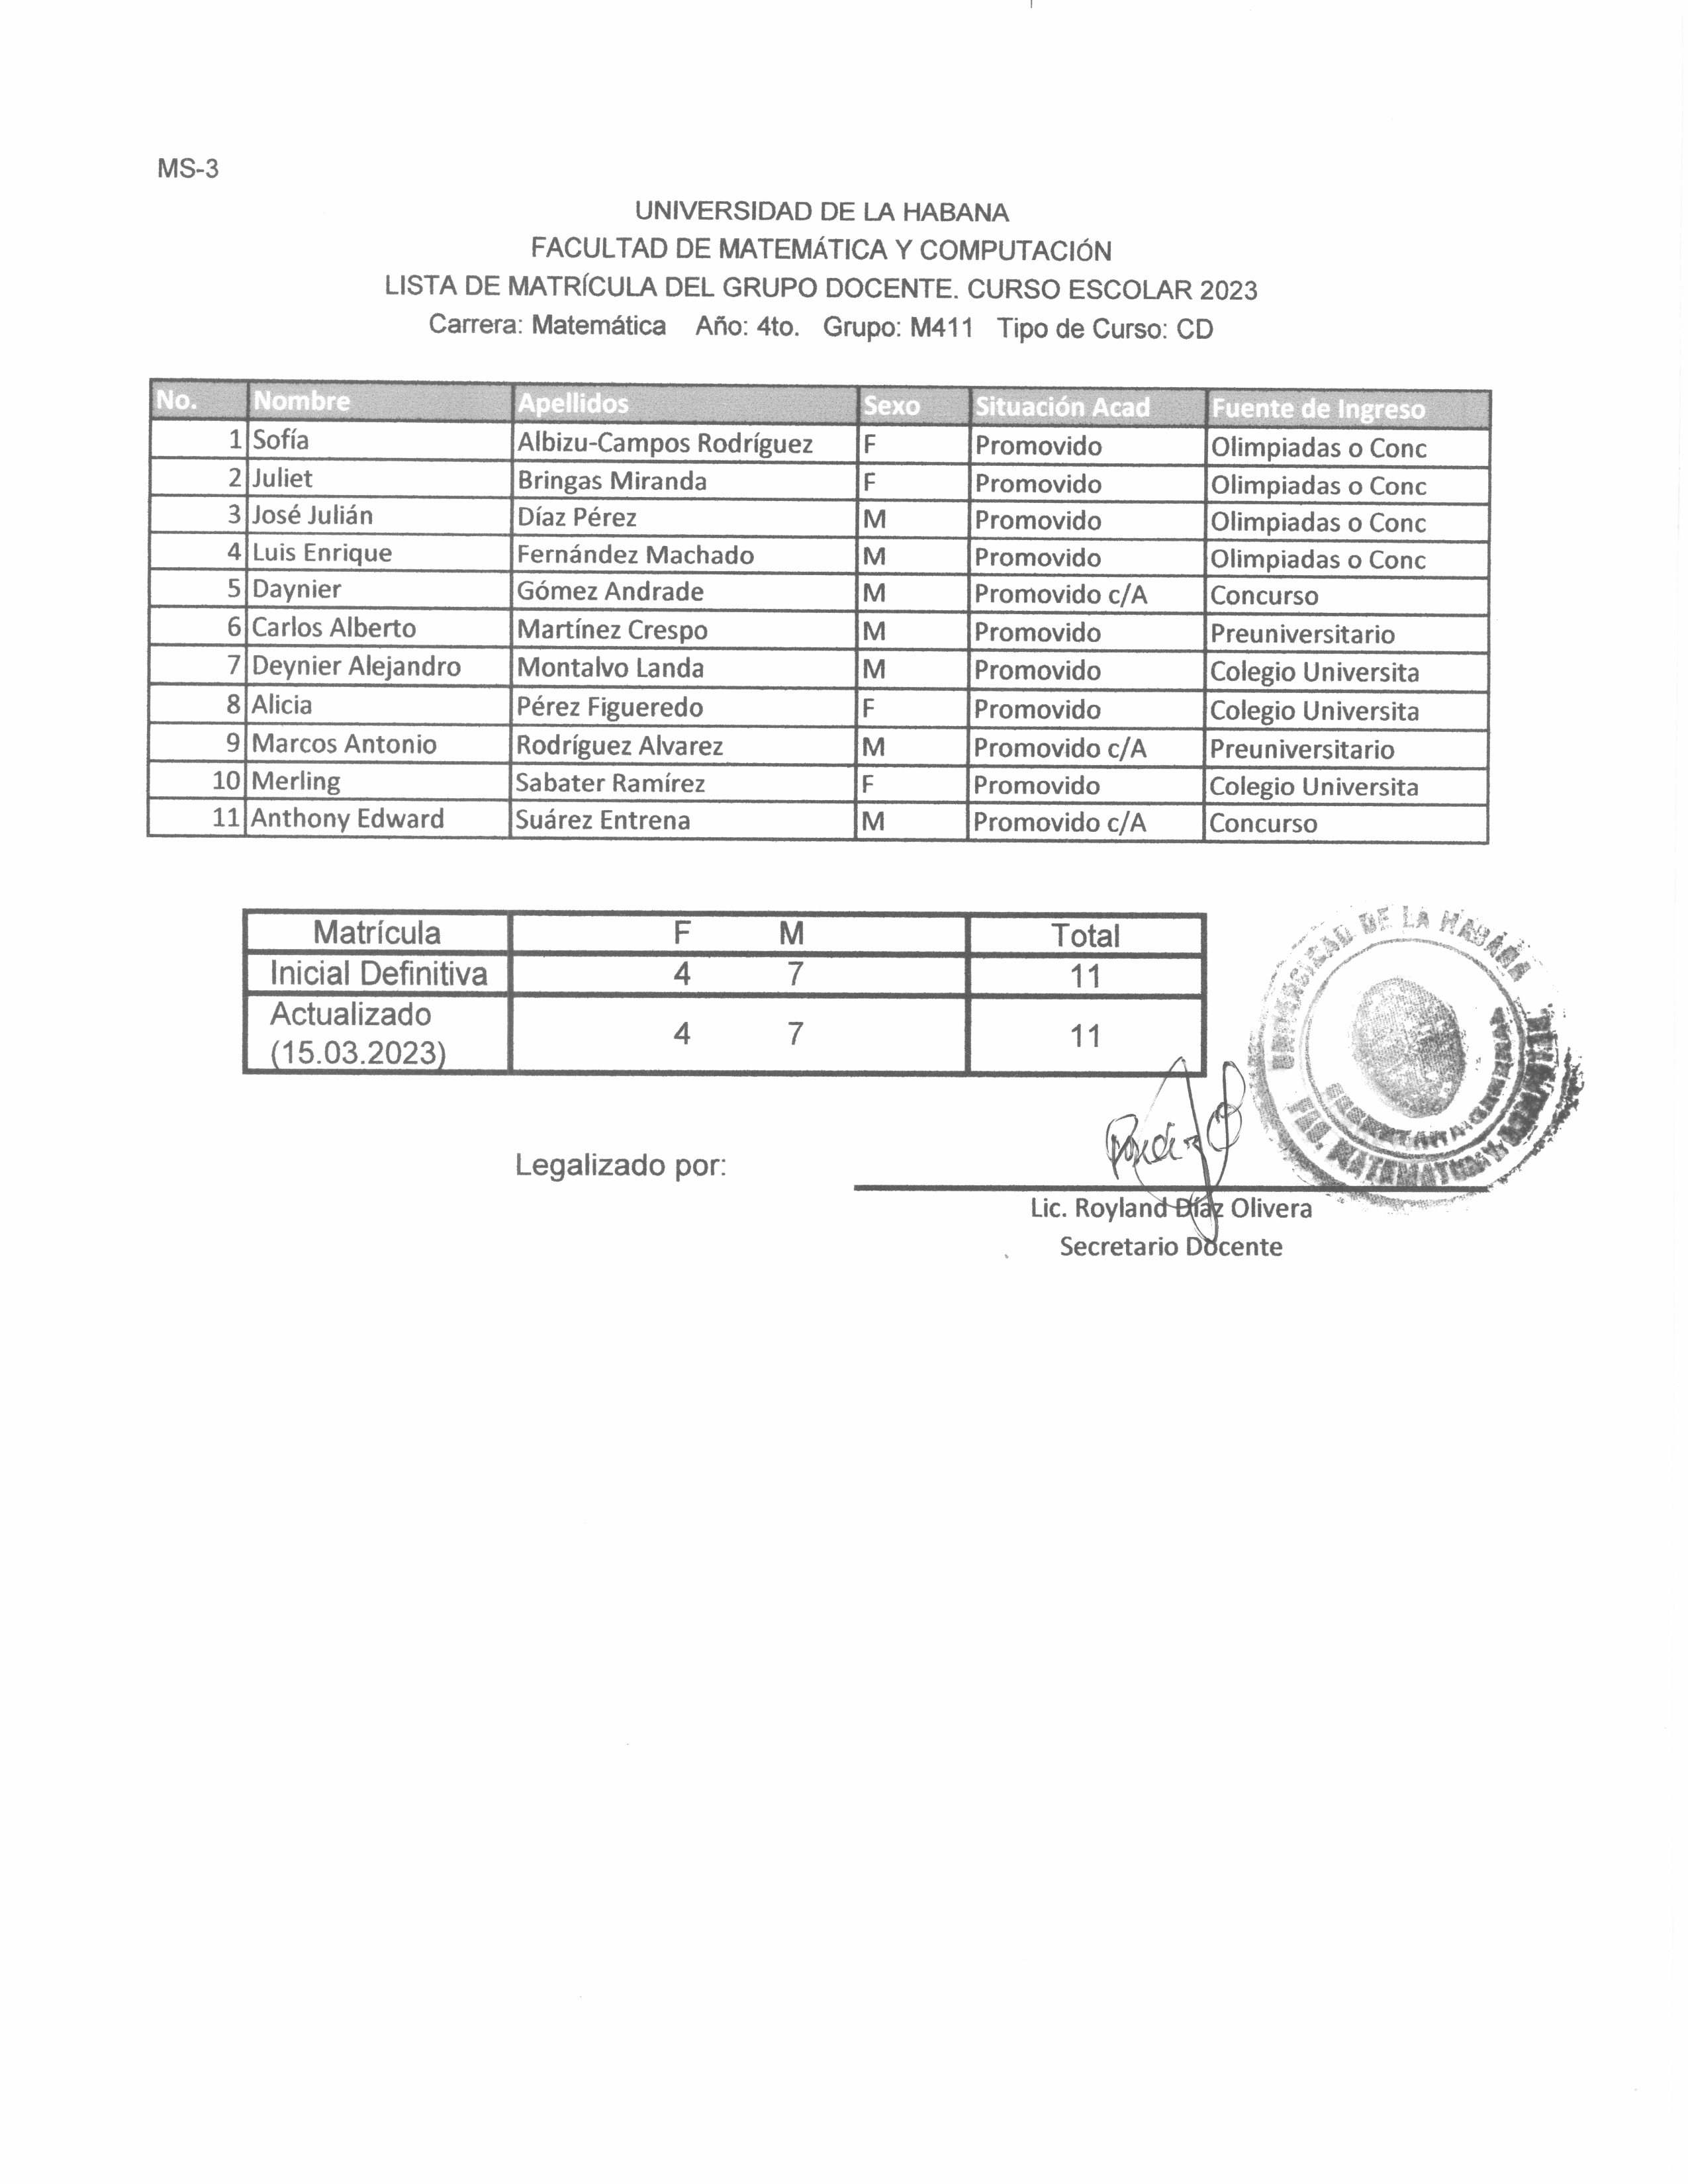 MS-3
UNIVERSIDAD DE LA HABANA
FACULTAD DE MATEMÁTICA Y COMPUTACIÓN
LISTA DE MATRÍCULA DEL GRUPO DOCENTE. CURSO ESCOLAR 2023
Carrera: Matemática Año: 4to. Grupo: M411 Tipo de Curso: CD
No. Nombre Apellidos Sexo Situación Acad Fuente de Ingreso
1 Sofía Albizu-Campos Rodríguez F Promovido Olimpiadas o Conc
2 Juliet Bringas Miranda F Promovido Olimpiadas o Conc
3 José Julián Díaz Pérez M Promovido Olimpiadas o Conc
4 Luis Enrique Fernández Machado M Promovido Olimpiadas o Conc
5 Daynier Gómez Andrade M Promovido c/A Concurso
6 Carlos Alberto Martínez Crespo M Promovido Preuniversitario
7 Deynier Alejandro Montalvo Landa M Promovido Colegio Universita
8 Alicia Pérez Figueredo F Promovido Colegio Universita
9 Marcos Antonio Rodríguez Alvarez M Promovido c/A Preuniversitario
10 Merling Sabater Ramírez F Promovido Colegio Universita
11 Anthony Edward Suárez Entrena M Promovido c/A Concurso
Matrícula F M Total
Inicial Definitiva 4 7 11
Actualizado
(15.03.2023) 4 7 11
UNIVERSIDAD DE LA HABANA
FAC. MATEMATICA Y
Legalizado por:
Lic. Royland Díaz Olivera
Secretario Docente